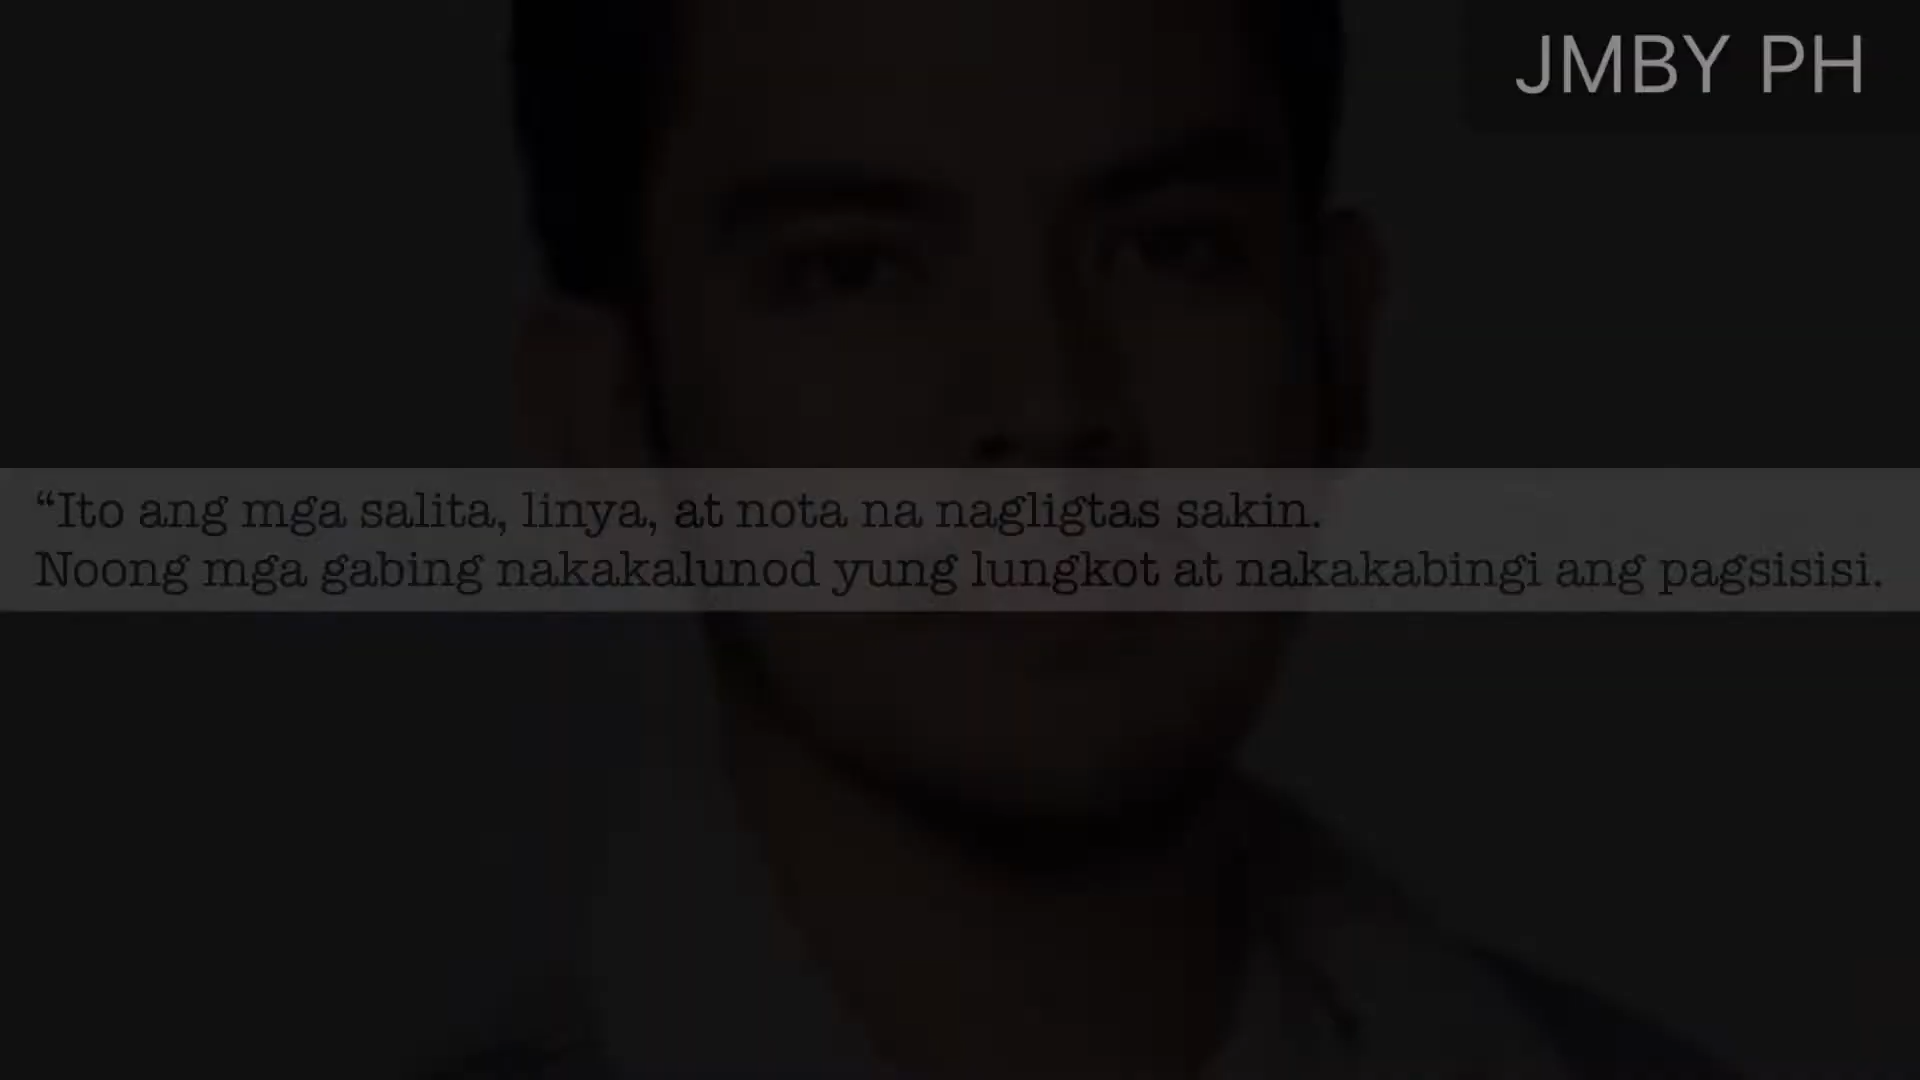 JMBY PH
“Ito ang mga salita, linya, at nota na nagligtas sakin.
Noong mga gabing nakakalunod yung lungkot at nakakabingi ang pagsisisi.